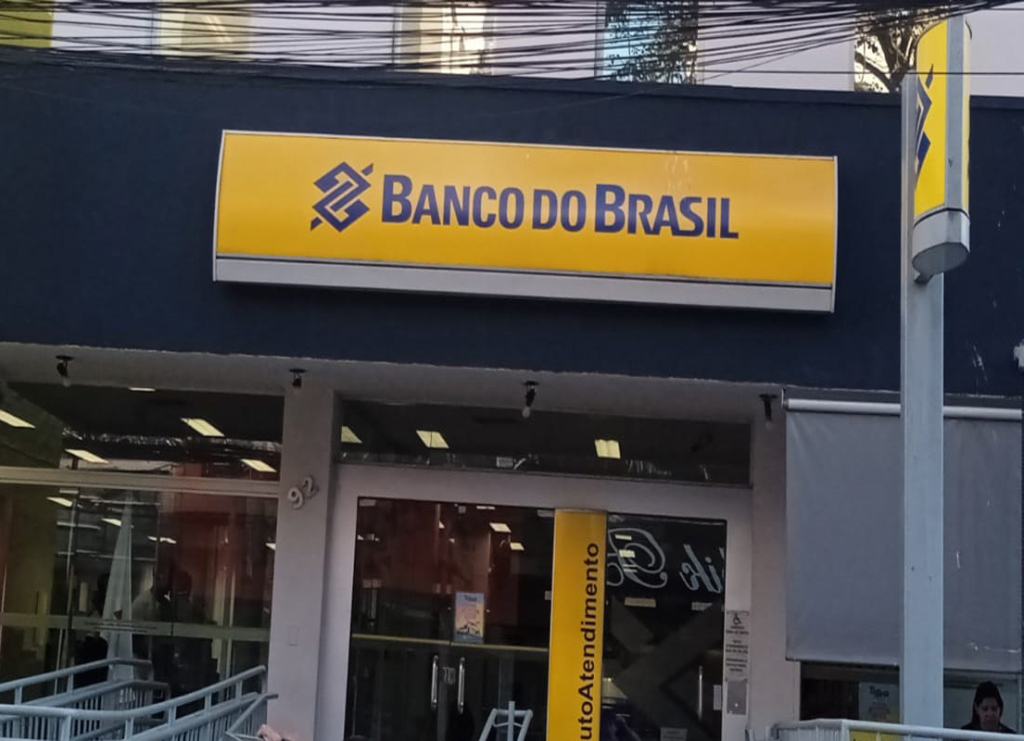 BANCO DO BRASIL
92
utoAtendimento